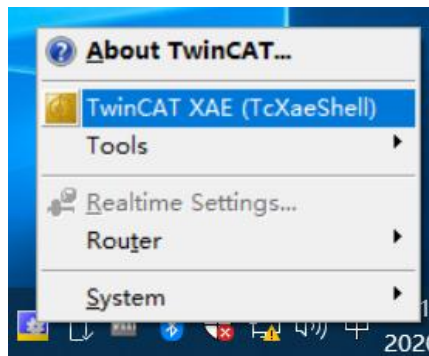 About TwinCAT...
TwinCAT XAE (TcXaeShell)
Tools
Realtime Settings...
Router
System
中
202